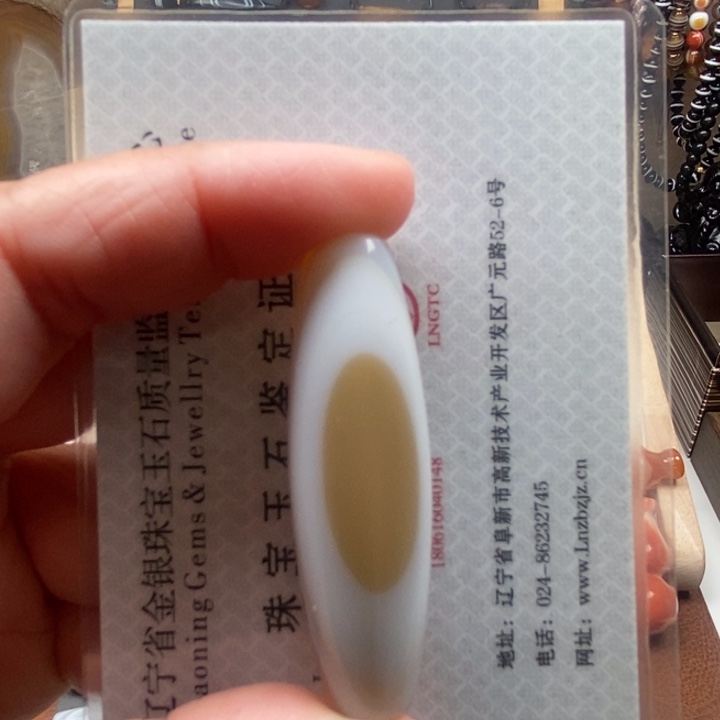 辽宁省金银珠宝玉石质量监
aoning Gems & Jewellry Te
珠宝玉石鉴定证
LNGTC
180616040148
地址：辽宁省阜新市高新技术产业开发区广元路52-6号
电话：024-86232745
网址：www.Lnzbzjz.cn